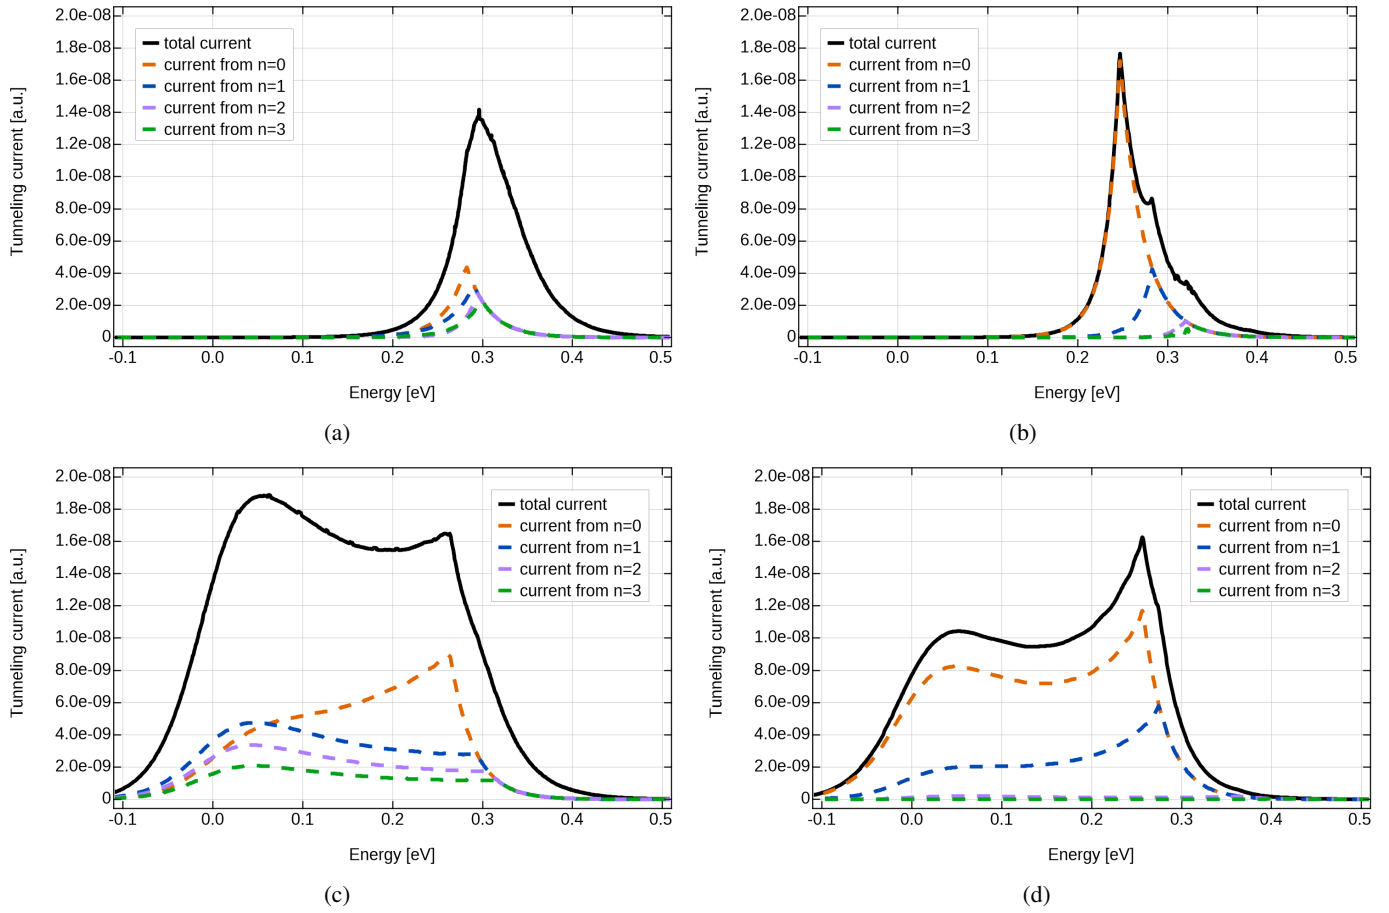 2.0e-08
1.8e-08
1.6e-08
1.4e-08
1.2e-08
1.0e-08
8.0e-09
6.0e-09
4.0e-09
2.0e-09
0
Tunneling current [a.u.]
total current
current from n=0
current from n=1
current from n=2
current from n=3
-0.1 0.0 0.1 0.2 0.3 0.4 0.5
Energy [eV]
(a)
2.0e-08
1.8e-08
1.6e-08
1.4e-08
1.2e-08
1.0e-08
8.0e-09
6.0e-09
4.0e-09
2.0e-09
0
Tunneling current [a.u.]
total current
current from n=0
current from n=1
current from n=2
current from n=3
-0.1 0.0 0.1 0.2 0.3 0.4 0.5
Energy [eV]
(b)
2.0e-08
1.8e-08
1.6e-08
1.4e-08
1.2e-08
1.0e-08
8.0e-09
6.0e-09
4.0e-09
2.0e-09
0
Tunneling current [a.u.]
total current
current from n=0
current from n=1
current from n=2
current from n=3
-0.1 0.0 0.1 0.2 0.3 0.4 0.5
Energy [eV]
(c)
2.0e-08
1.8e-08
1.6e-08
1.4e-08
1.2e-08
1.0e-08
8.0e-09
6.0e-09
4.0e-09
2.0e-09
0
Tunneling current [a.u.]
total current
current from n=0
current from n=1
current from n=2
current from n=3
-0.1 0.0 0.1 0.2 0.3 0.4 0.5
Energy [eV]
(d)